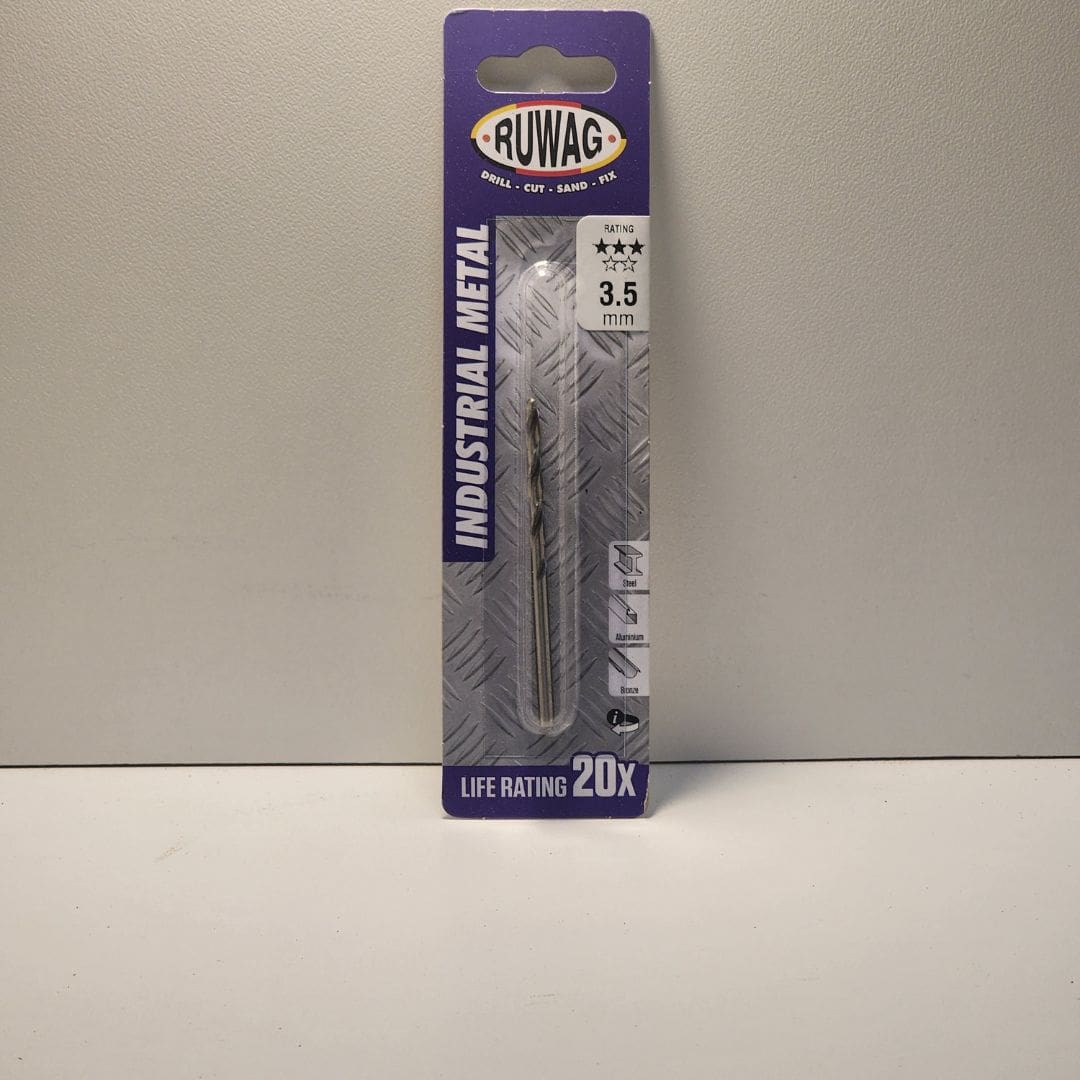 RUWAG
DRILL - CUT - SAND - FIX
INDUSTRIAL METAL
RATING
3.5
mm
Steel
Aluminium
Bronze
i
LIFE RATING 20X